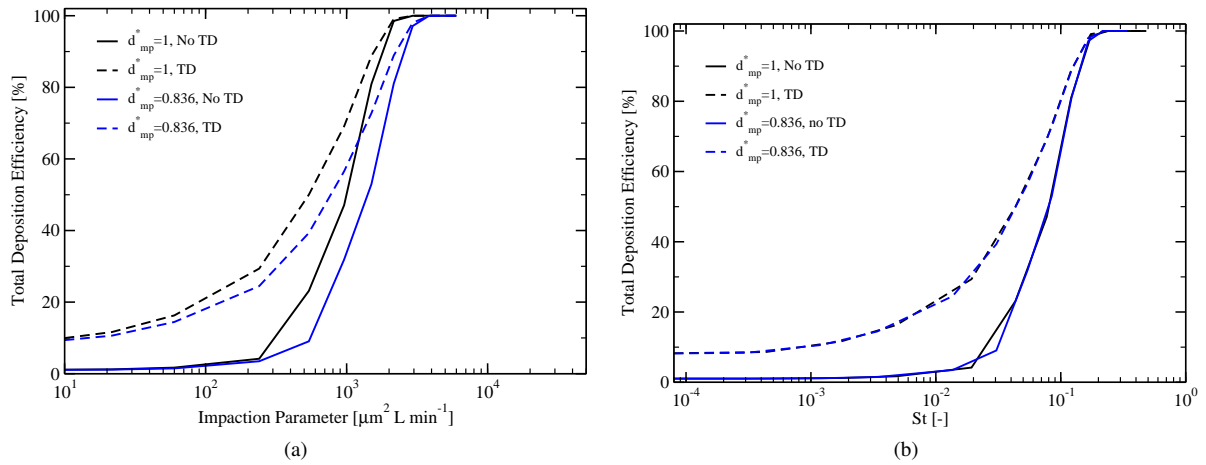 Total Deposition Efficiency [%]
100
80
60
40
20
0
d*mp=1, No TD
d*mp=1, TD
d*mp=0.836, No TD
d*mp=0.836, TD
10¹ 10² 10³ 10⁴
Impaction Parameter [μm² L min⁻¹]
(a)
Total Deposition Efficiency [%]
100
80
60
40
20
0
d*mp=1, No TD
d*mp=1, TD
d*mp=0.836, no TD
d*mp=0.836, TD
10⁻⁴ 10⁻³ 10⁻² 10⁻¹ 10⁰
St [-]
(b)